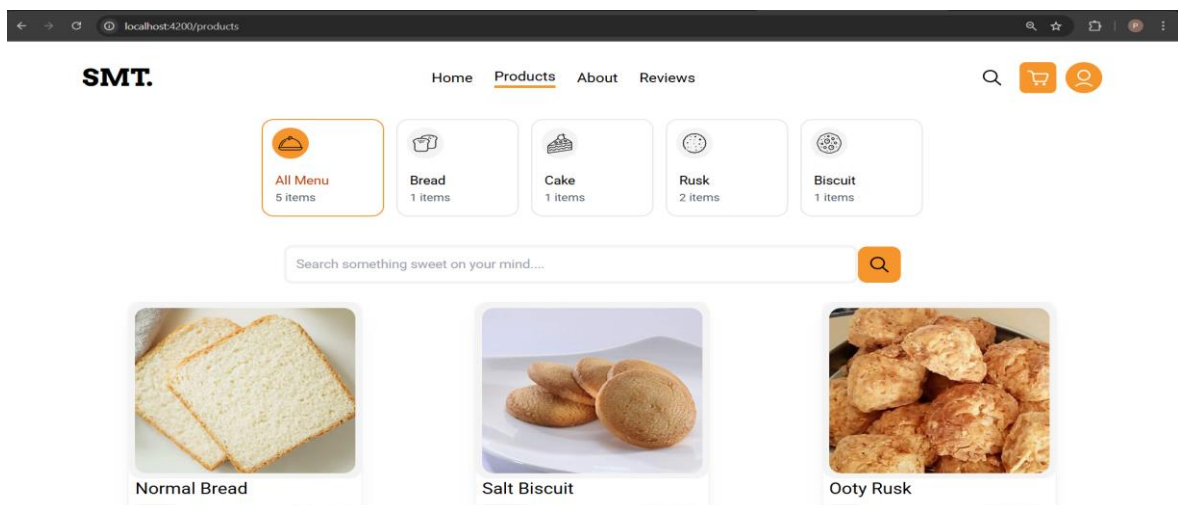 localhost:4200/products
P
SMT.
Home Products About Reviews
All Menu
5 items
Bread
1 items
Cake
1 items
Rusk
2 items
Biscuit
1 items
Search something sweet on your mind....
Normal Bread
Salt Biscuit
Ooty Rusk